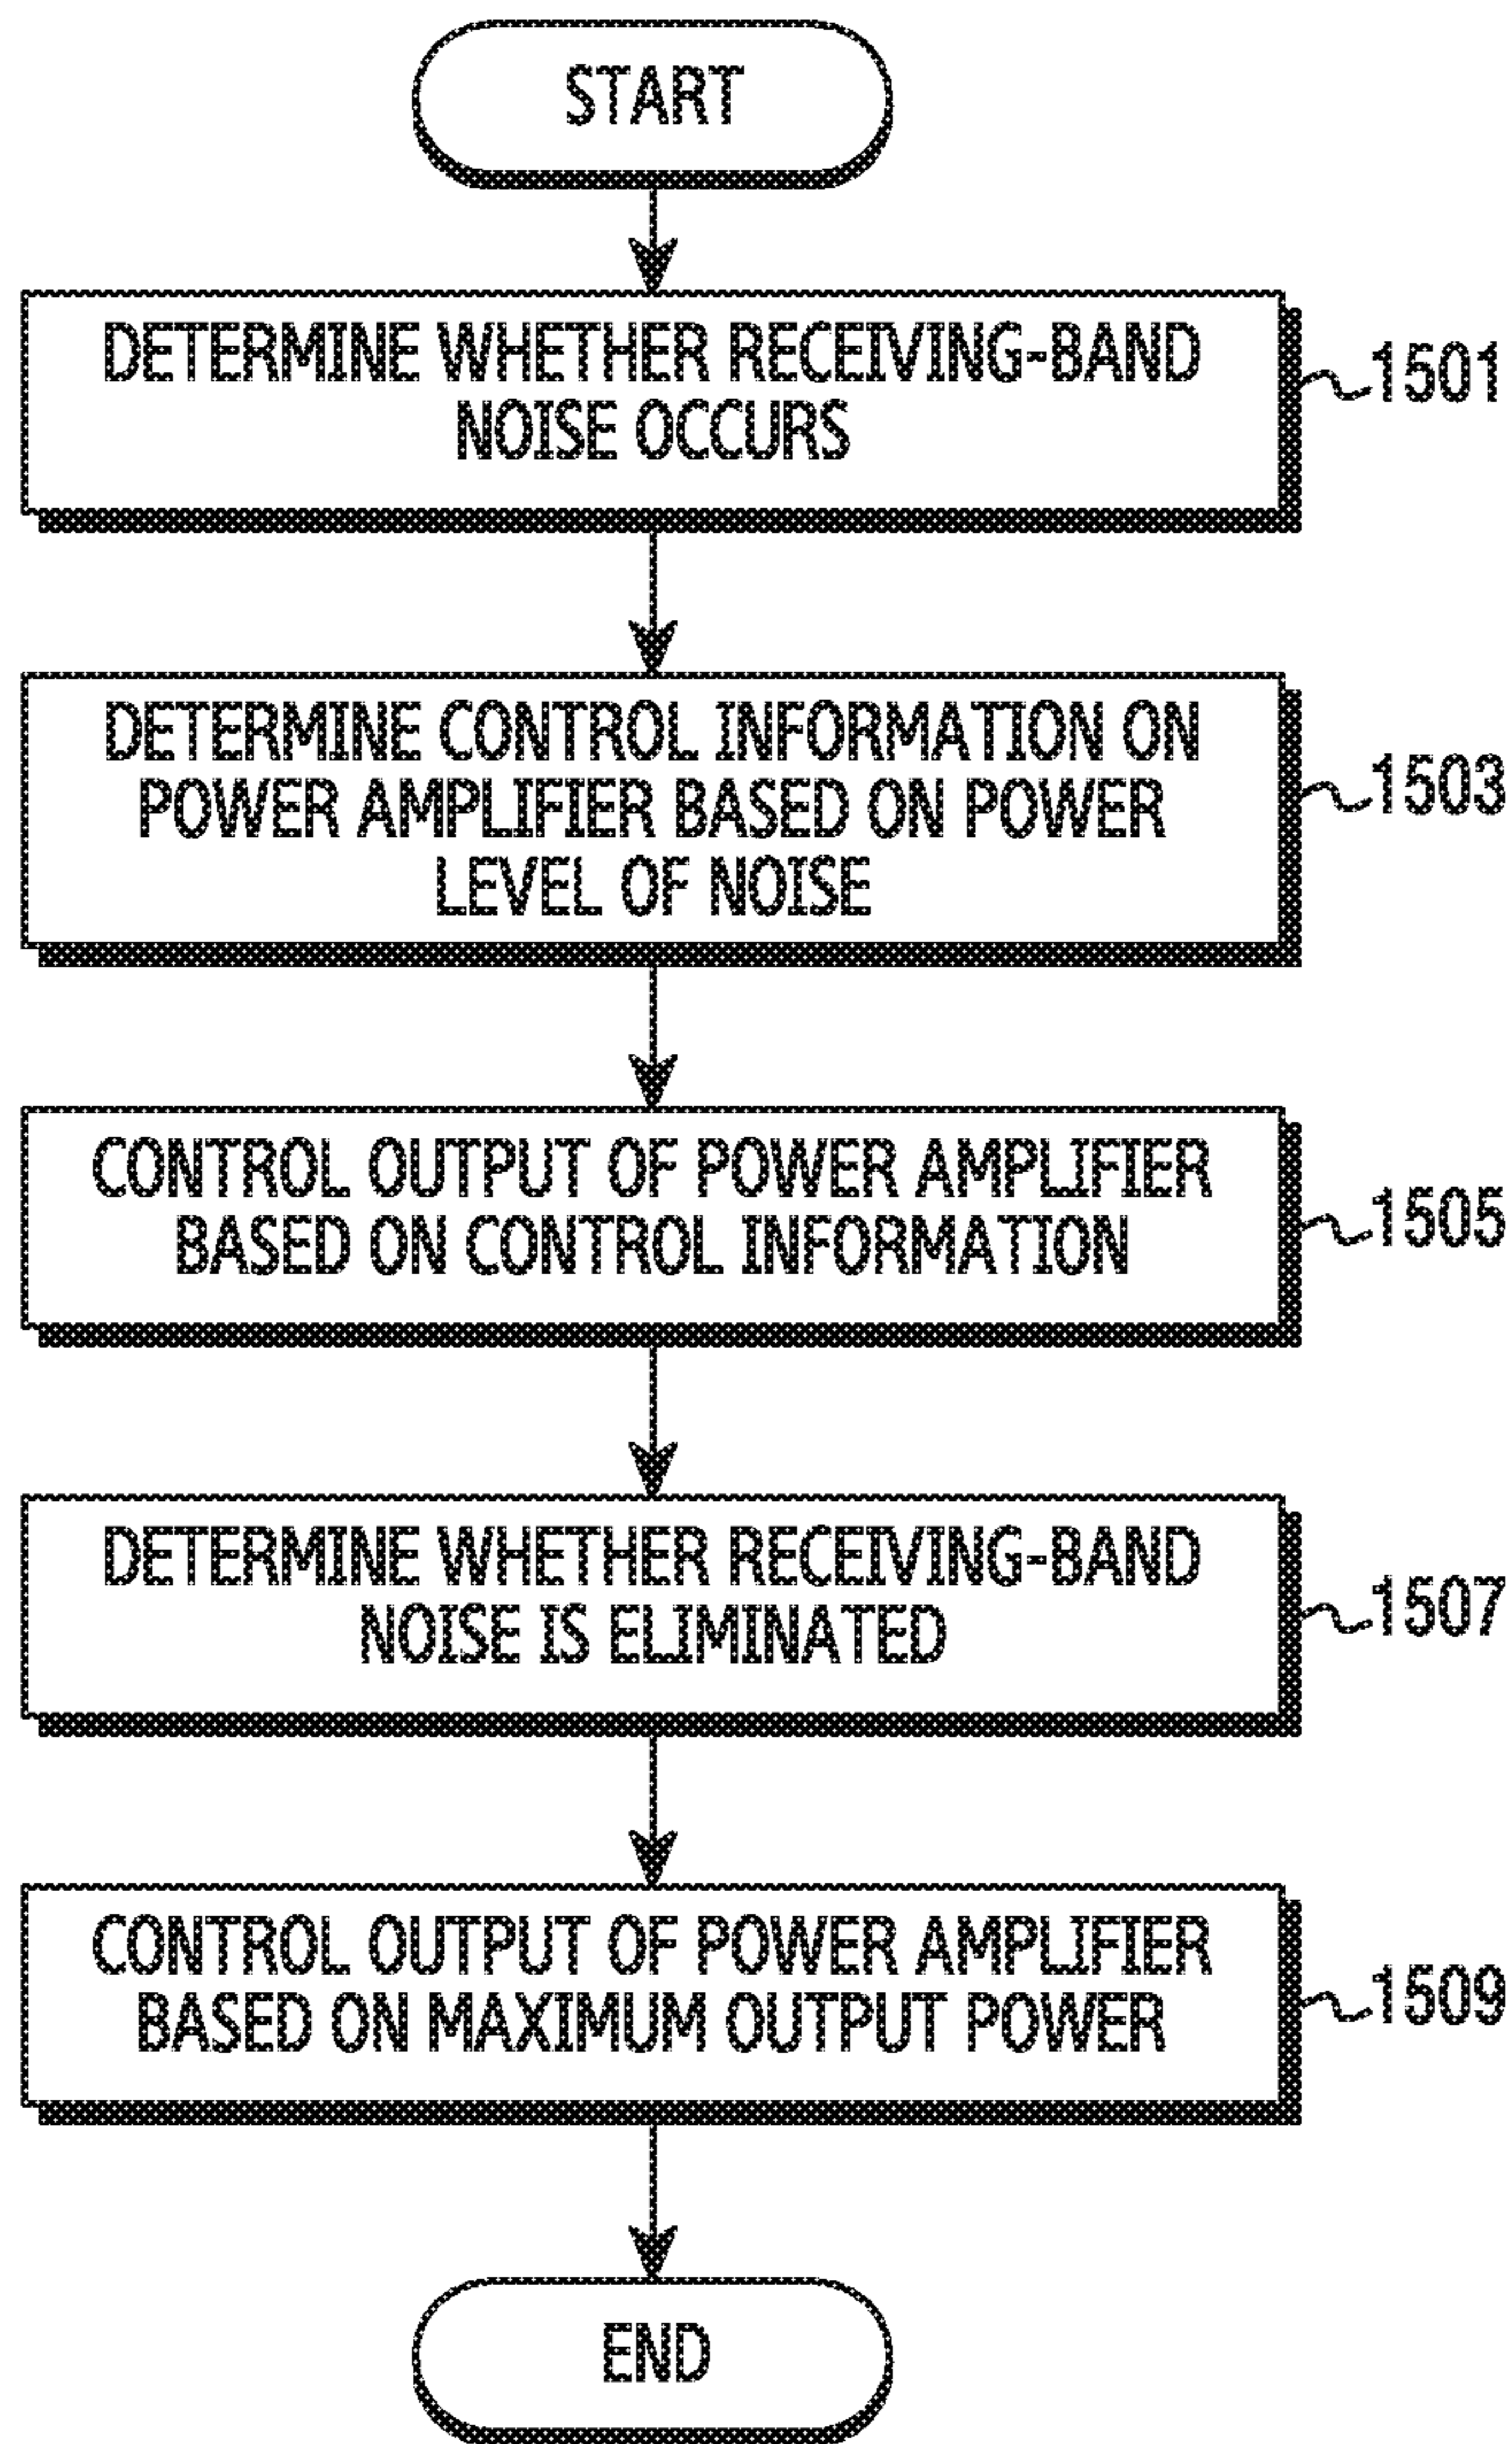 START
DETERMINE WHETHER RECEIVING-BAND
NOISE OCCURS
1501
DETERMINE CONTROL INFORMATION ON
POWER AMPLIFIER BASED ON POWER
LEVEL OF NOISE
1503
CONTROL OUTPUT OF POWER AMPLIFIER
BASED ON CONTROL INFORMATION
1505
DETERMINE WHETHER RECEIVING-BAND
NOISE IS ELIMINATED
1507
CONTROL OUTPUT OF POWER AMPLIFIER
BASED ON MAXIMUM OUTPUT POWER
1509
END